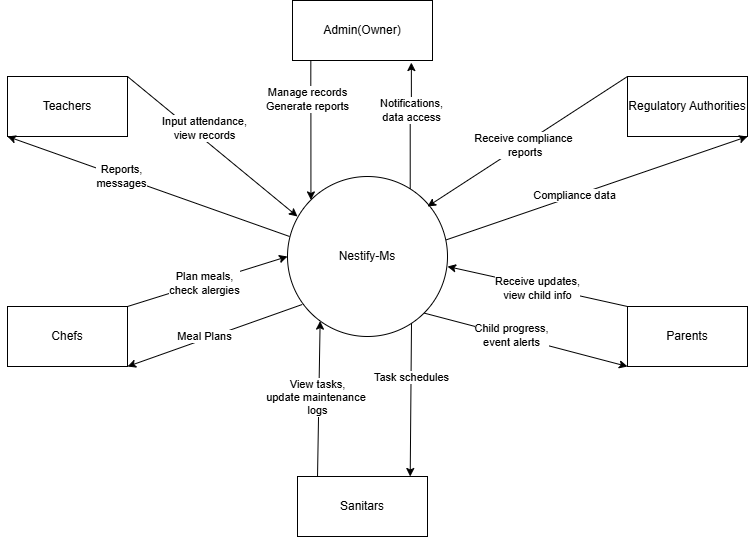 Admin(Owner)
Manage records
Generate reports
Notifications,
data access
Teachers
Regulatory Authorities
Input attendance,
view records
Receive compliance
reports
Reports,
messages
Compliance data
Nestify-Ms
Plan meals,
check alergies
Receive updates,
view child info
Chefs
Meal Plans
Child progress,
event alerts
Parents
View tasks,
update maintenance
logs
Task schedules
Sanitars